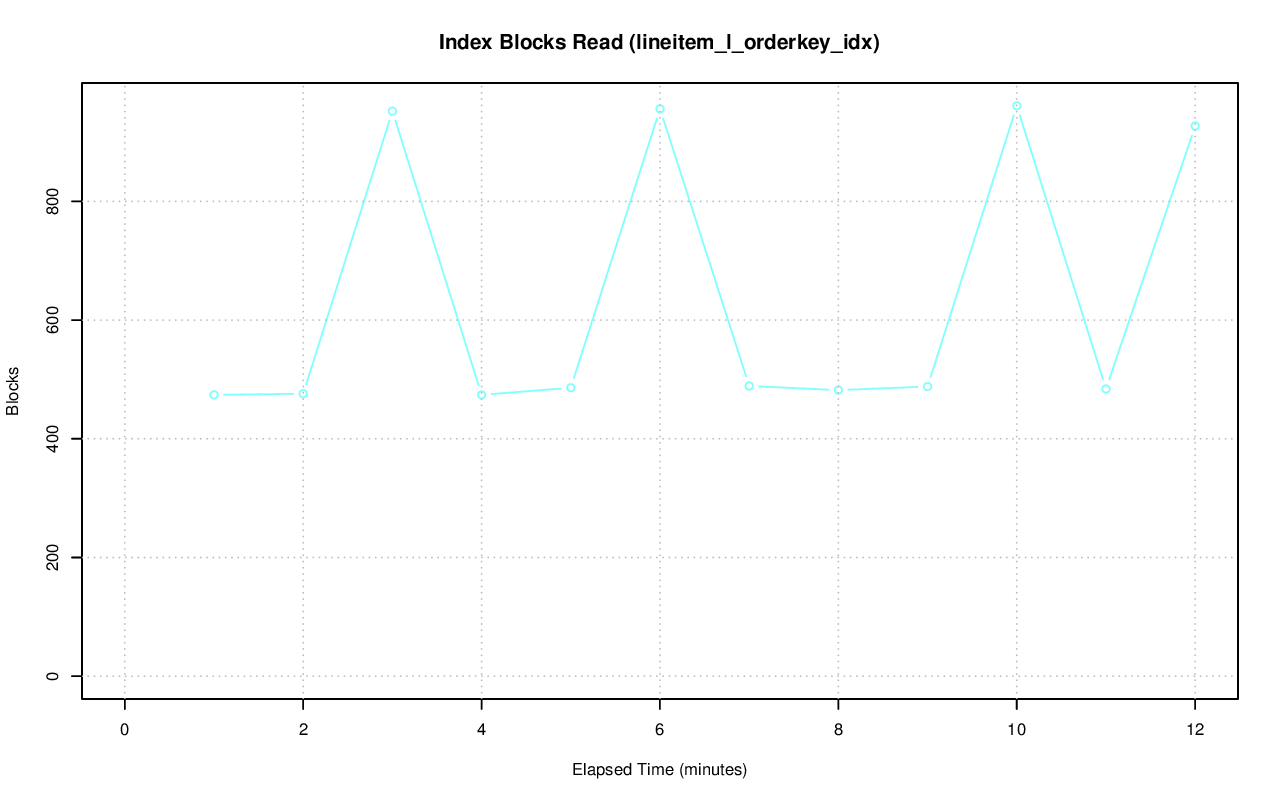 Index Blocks Read (lineitem_l_orderkey_idx)
Blocks
800
600
400
200
0
0 2 4 6 8 10 12
Elapsed Time (minutes)